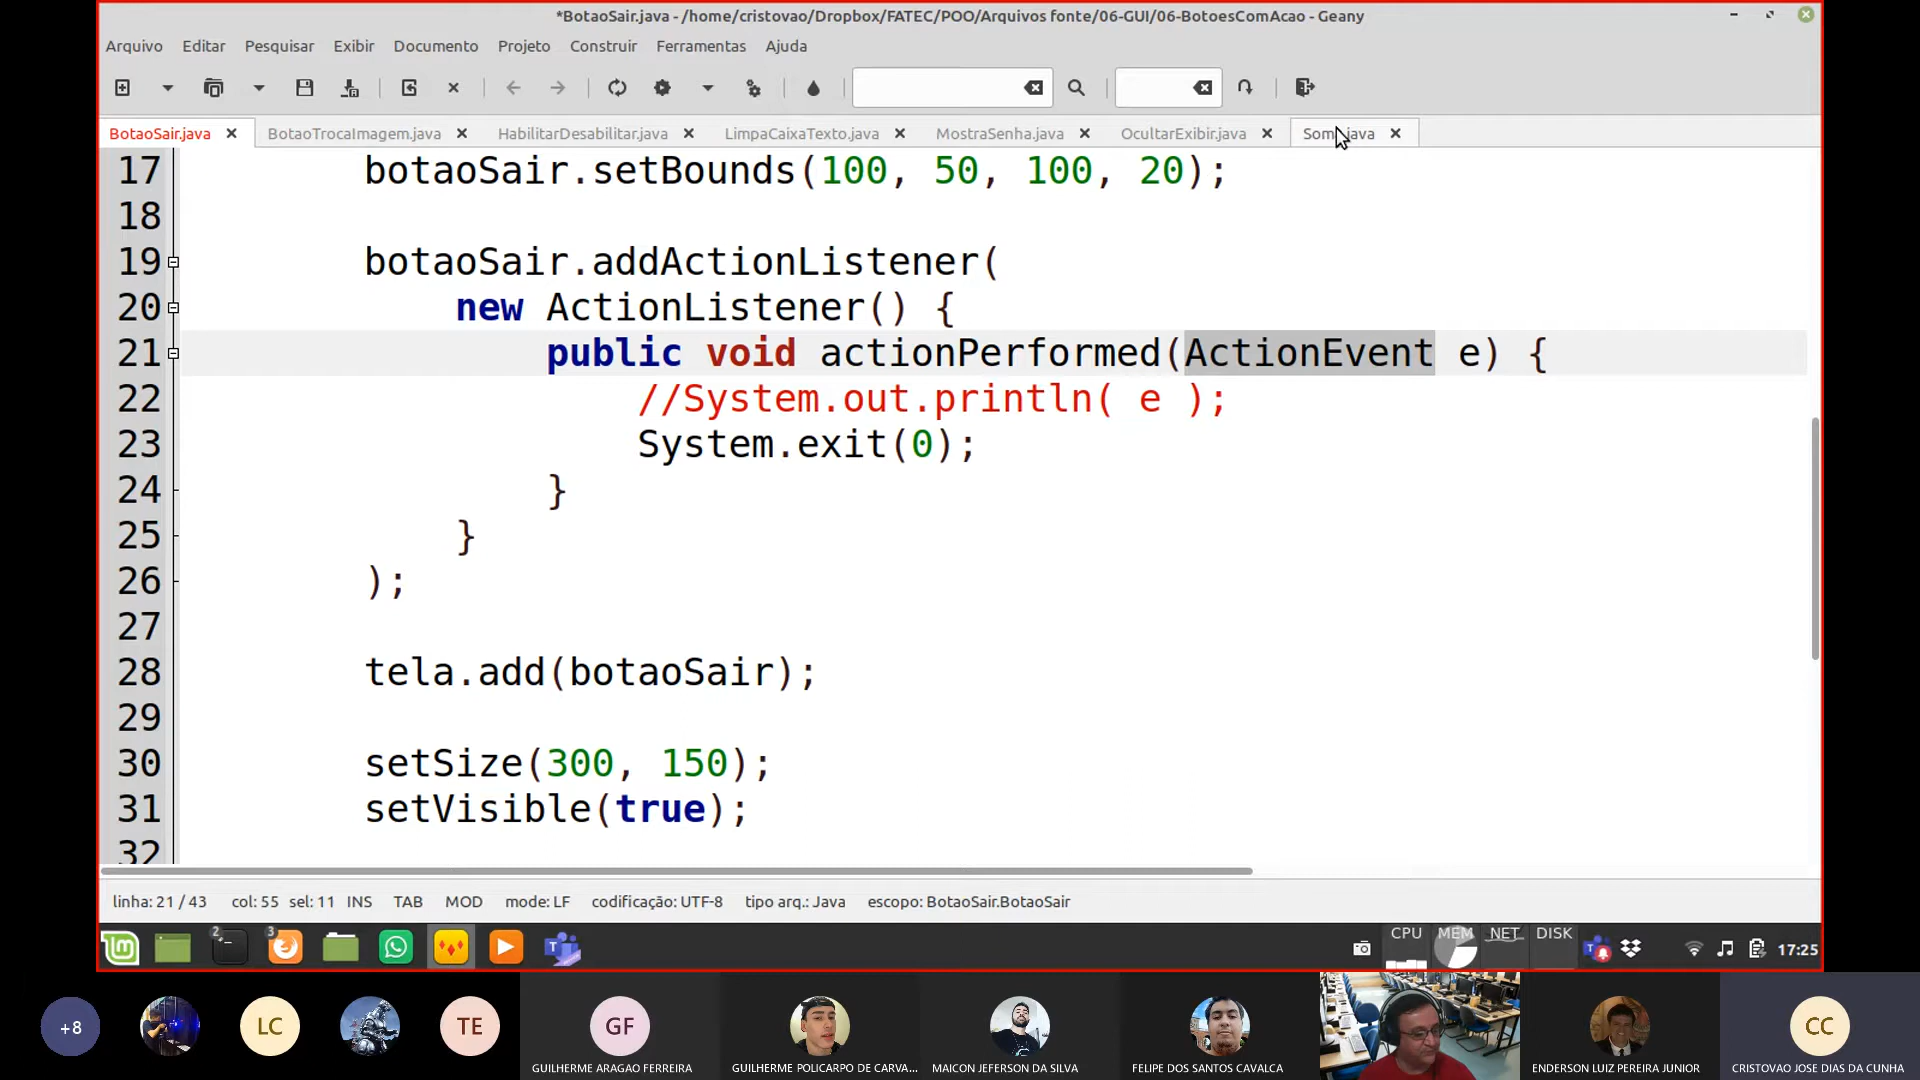 *BotaoSair.java - /home/cristovao/Dropbox/FATEC/POO/Arquivos fonte/06-GUI/06-BotoesComAcao - Geany
Arquivo Editar Pesquisar Exibir Documento Projeto Construir Ferramentas Ajuda
BotaoSair.java BotaoTrocaImagem.java HabilitarDesabilitar.java LimpaCaixaTexto.java MostraSenha.java OcultarExibir.java Soma.java
17 botaoSair.setBounds(100, 50, 100, 20);
18
19 botaoSair.addActionListener(
20 new ActionListener() {
21 public void actionPerformed(ActionEvent e) {
22 //System.out.println( e );
23 System.exit(0);
24 }
25 }
26 );
27
28 tela.add(botaoSair);
29
30 setSize(300, 150);
31 setVisible(true);
32
linha: 21 / 43 col: 55 sel: 11 INS TAB MOD mode: LF codificação: UTF-8 tipo arq.: Java escopo: BotaoSair.BotaoSair
2 3 CPU MEM NET DISK 17:25
+8 LC TE GF CC
GUILHERME ARAGAO FERREIRA GUILHERME POLICARPO DE CARVA... MAICON JEFERSON DA SILVA FELIPE DOS SANTOS CAVALCA ENDERSON LUIZ PEREIRA JUNIOR CRISTOVAO JOSE DIAS DA CUNHA